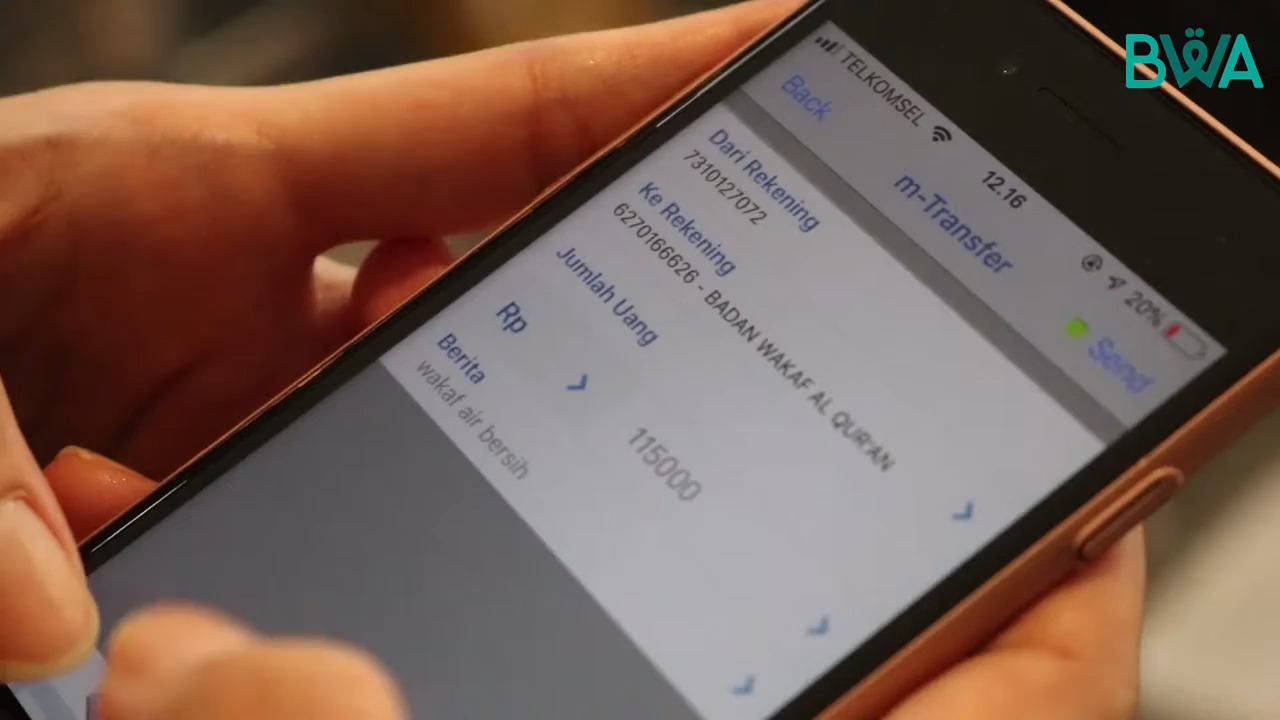 BWA
TELKOMSEL 12.16 20%
Back m-Transfer Send
Dari Rekening
7310127072
Ke Rekening
6270166626 - BADAN WAKAF AL QUR'AN
Jumlah Uang
Rp 115000
Berita
wakaf air bersih